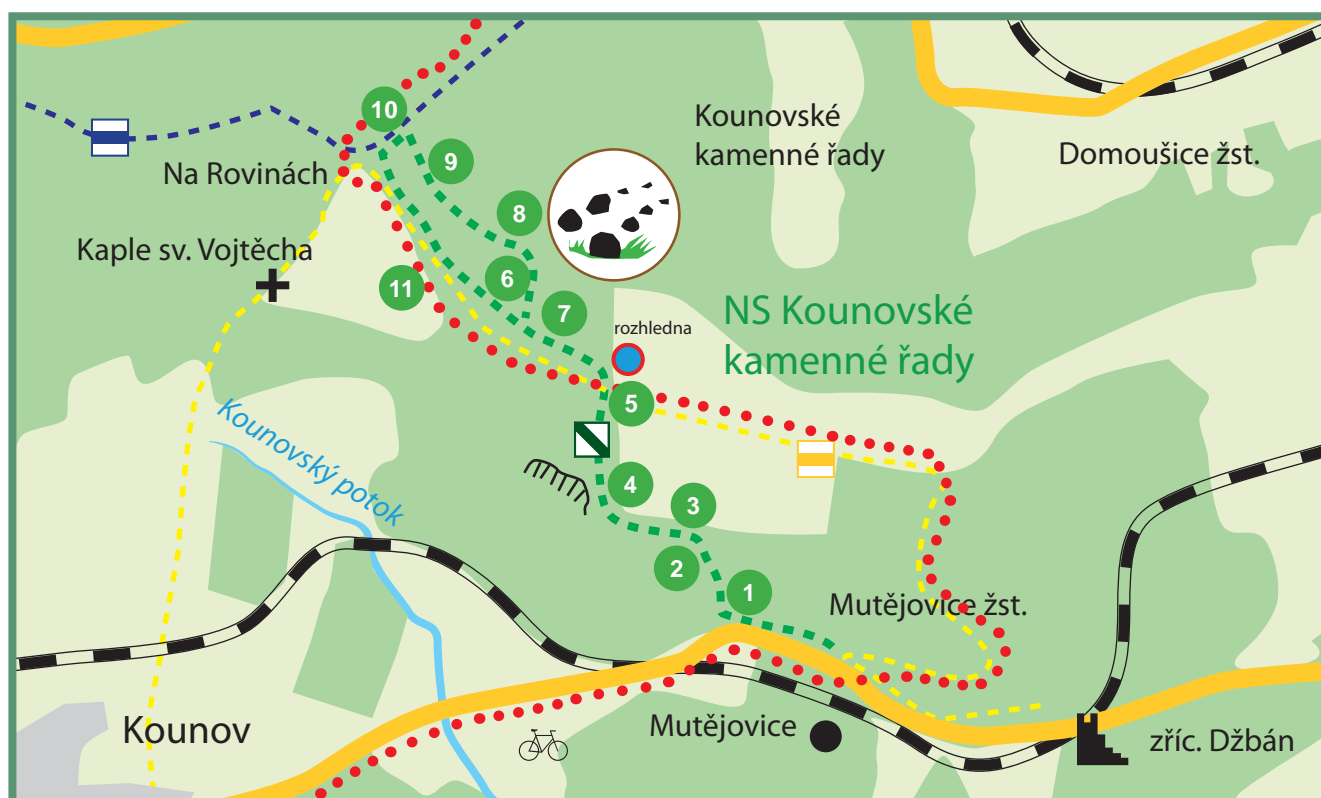 10
Kounovské
kamenné řady
Domoušice žst.
9
Na Rovinách
8
Kaple sv. Vojtěcha
6
11
7
NS Kounovské
kamenné řady
rozhledna
5
Kounovský potok
4
3
2
1
Mutějovice žst.
Kounov
Mutějovice
zříc. Džbán